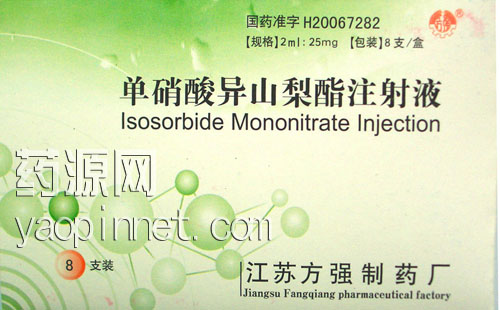 国药准字 H20067282
【规格】2ml:25mg 【包装】8支/盒
单硝酸异山梨酯注射液
Isosorbide Mononitrate Injection
药源网
yaopinnet.com
8 支装
江苏方强制药厂
Jiangsu Fangqiang pharmaceutical factory